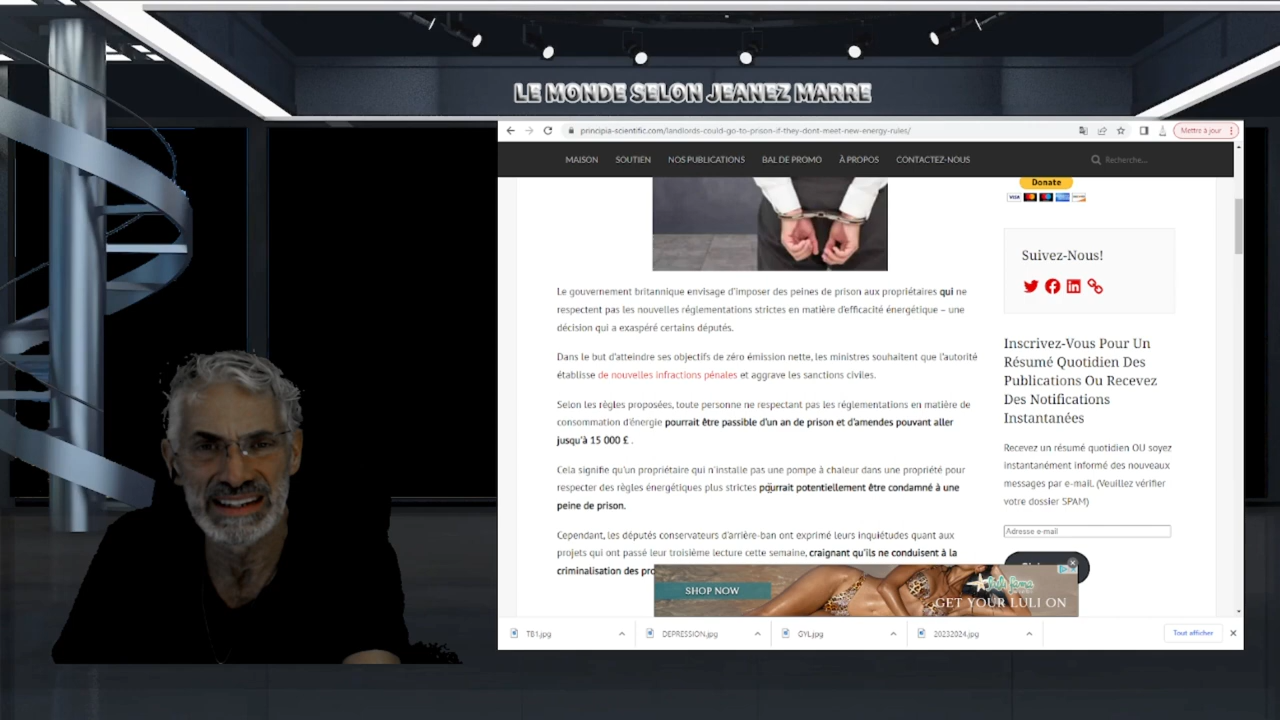 LE MONDE SELON JEANEZ MARRE
principia-scientific.com/landlords-could-go-to-prison-if-they-dont-meet-new-energy-rules/
Mettre à jour
MAISON SOUTIEN NOS PUBLICATIONS BAL DE PROMO À PROPOS CONTACTEZ-NOUS
Recherche...
Donate
VISA
Suivez-Nous!
Le gouvernement britannique envisage d'imposer des peines de prison aux propriétaires qui ne
respectent pas les nouvelles réglementations strictes en matière d'efficacité énergétique – une
décision qui a exaspéré certains députés.
Dans le but d'atteindre ses objectifs de zéro émission nette, les ministres souhaitent que l'autorité
établisse de nouvelles infractions pénales et aggrave les sanctions civiles.
Selon les règles proposées, toute personne ne respectant pas les réglementations en matière de
consommation d'énergie pourrait être passible d'un an de prison et d'amendes pouvant aller
jusqu'à 15 000 £ .
Cela signifie qu'un propriétaire qui n'installe pas une pompe à chaleur dans une propriété pour
respecter des règles énergétiques plus strictes pourrait potentiellement être condamné à une
peine de prison.
Cependant, les députés conservateurs d'arrière-ban ont exprimé leurs inquiétudes quant aux
projets qui ont passé leur troisième lecture cette semaine, craignant qu'ils ne conduisent à la
criminalisation des pro
Inscrivez-Vous Pour Un
Résumé Quotidien Des
Publications Ou Recevez
Des Notifications
Instantanées
Recevez un résumé quotidien OU soyez
instantanément informé des nouveaux
messages par e-mail. (Veuillez vérifier
votre dossier SPAM)
Adresse e-mail
SHOP NOW
luli fama
GET YOUR LULI ON
TB1.jpg
DEPRESSION.jpg
GYL.jpg
20232024.jpg
Tout afficher